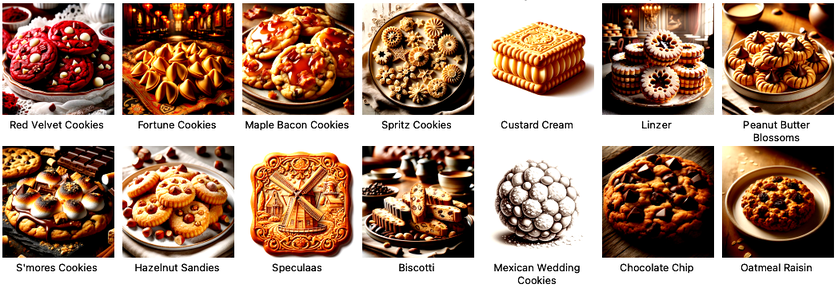 Red Velvet Cookies
Fortune Cookies
Maple Bacon Cookies
Spritz Cookies
Custard Cream
Linzer
Peanut Butter
Blossoms
S'mores Cookies
Hazelnut Sandies
Speculaas
Biscotti
Mexican Wedding
Cookies
Chocolate Chip
Oatmeal Raisin